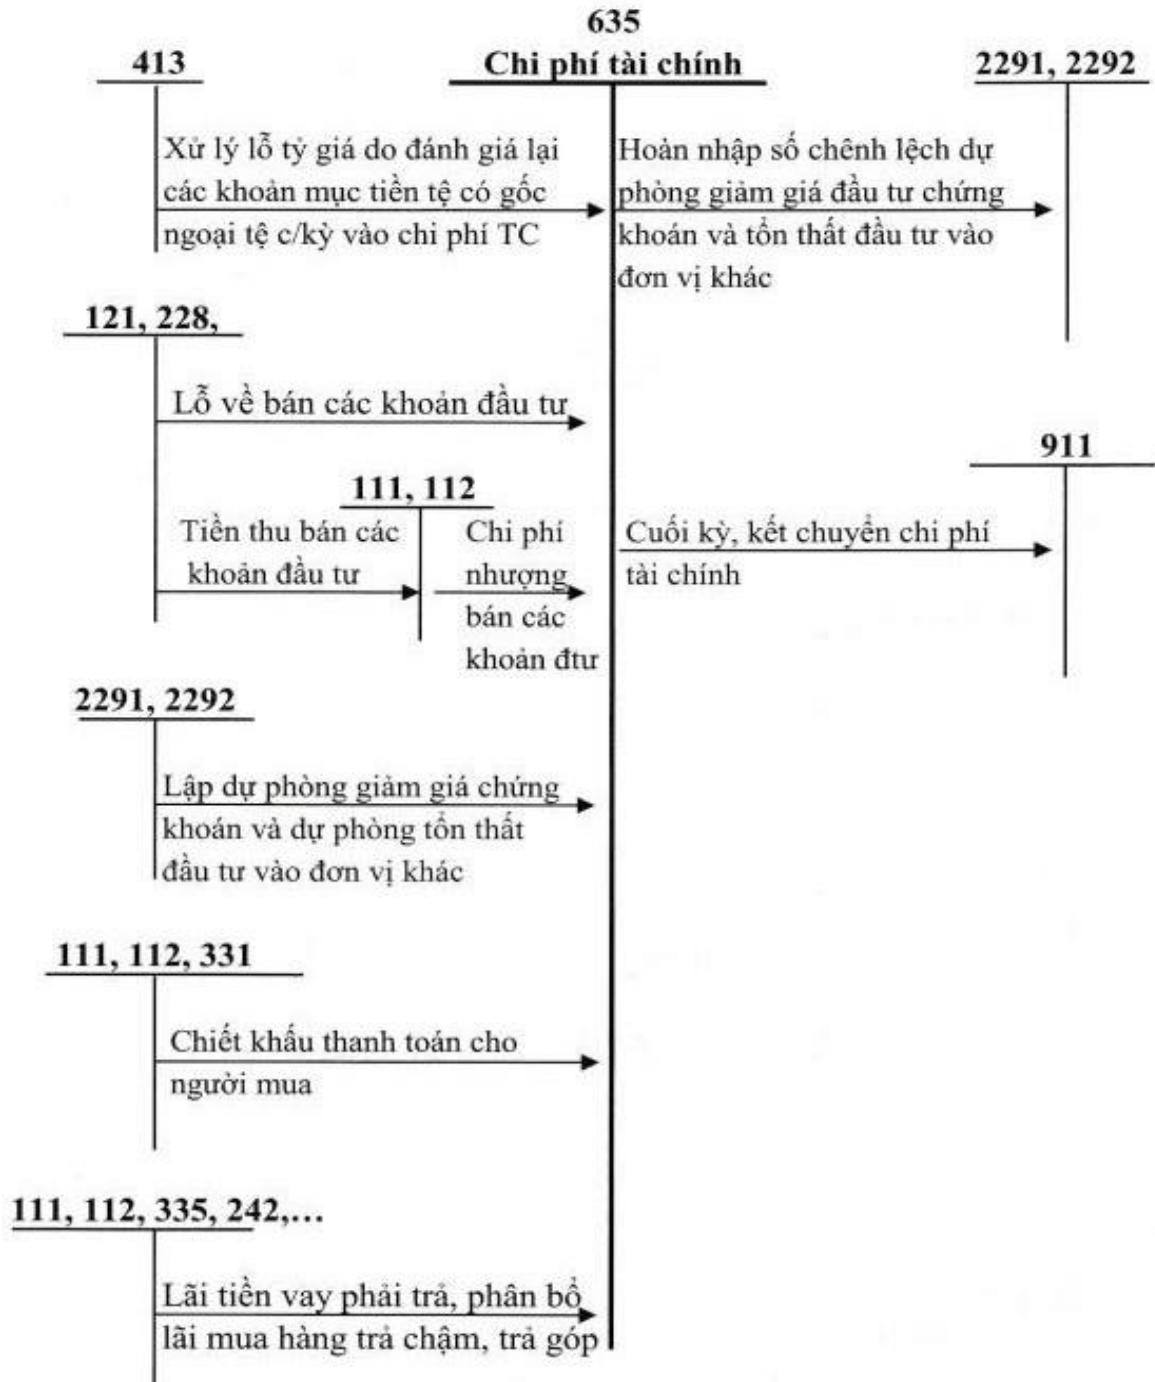 635
Chi phí tài chính
413
2291, 2292
Xử lý lỗ tỷ giá do đánh giá lại
các khoản mục tiền tệ có gốc
ngoại tệ c/kỳ vào chi phí TC
Hoàn nhập số chênh lệch dự
phòng giảm giá đầu tư chứng
khoán và tổn thất đầu tư vào
đơn vị khác
121, 228,
Lỗ về bán các khoản đầu tư
111, 112
Tiền thu bán các
khoản đầu tư
Chi phí
nhượng
bán các
khoản đtư
911
Cuối kỳ, kết chuyển chi phí
tài chính
2291, 2292
Lập dự phòng giảm giá chứng
khoán và dự phòng tổn thất
đầu tư vào đơn vị khác
111, 112, 331
Chiết khấu thanh toán cho
người mua
111, 112, 335, 242,...
Lãi tiền vay phải trả, phân bổ
lãi mua hàng trả chậm, trả góp